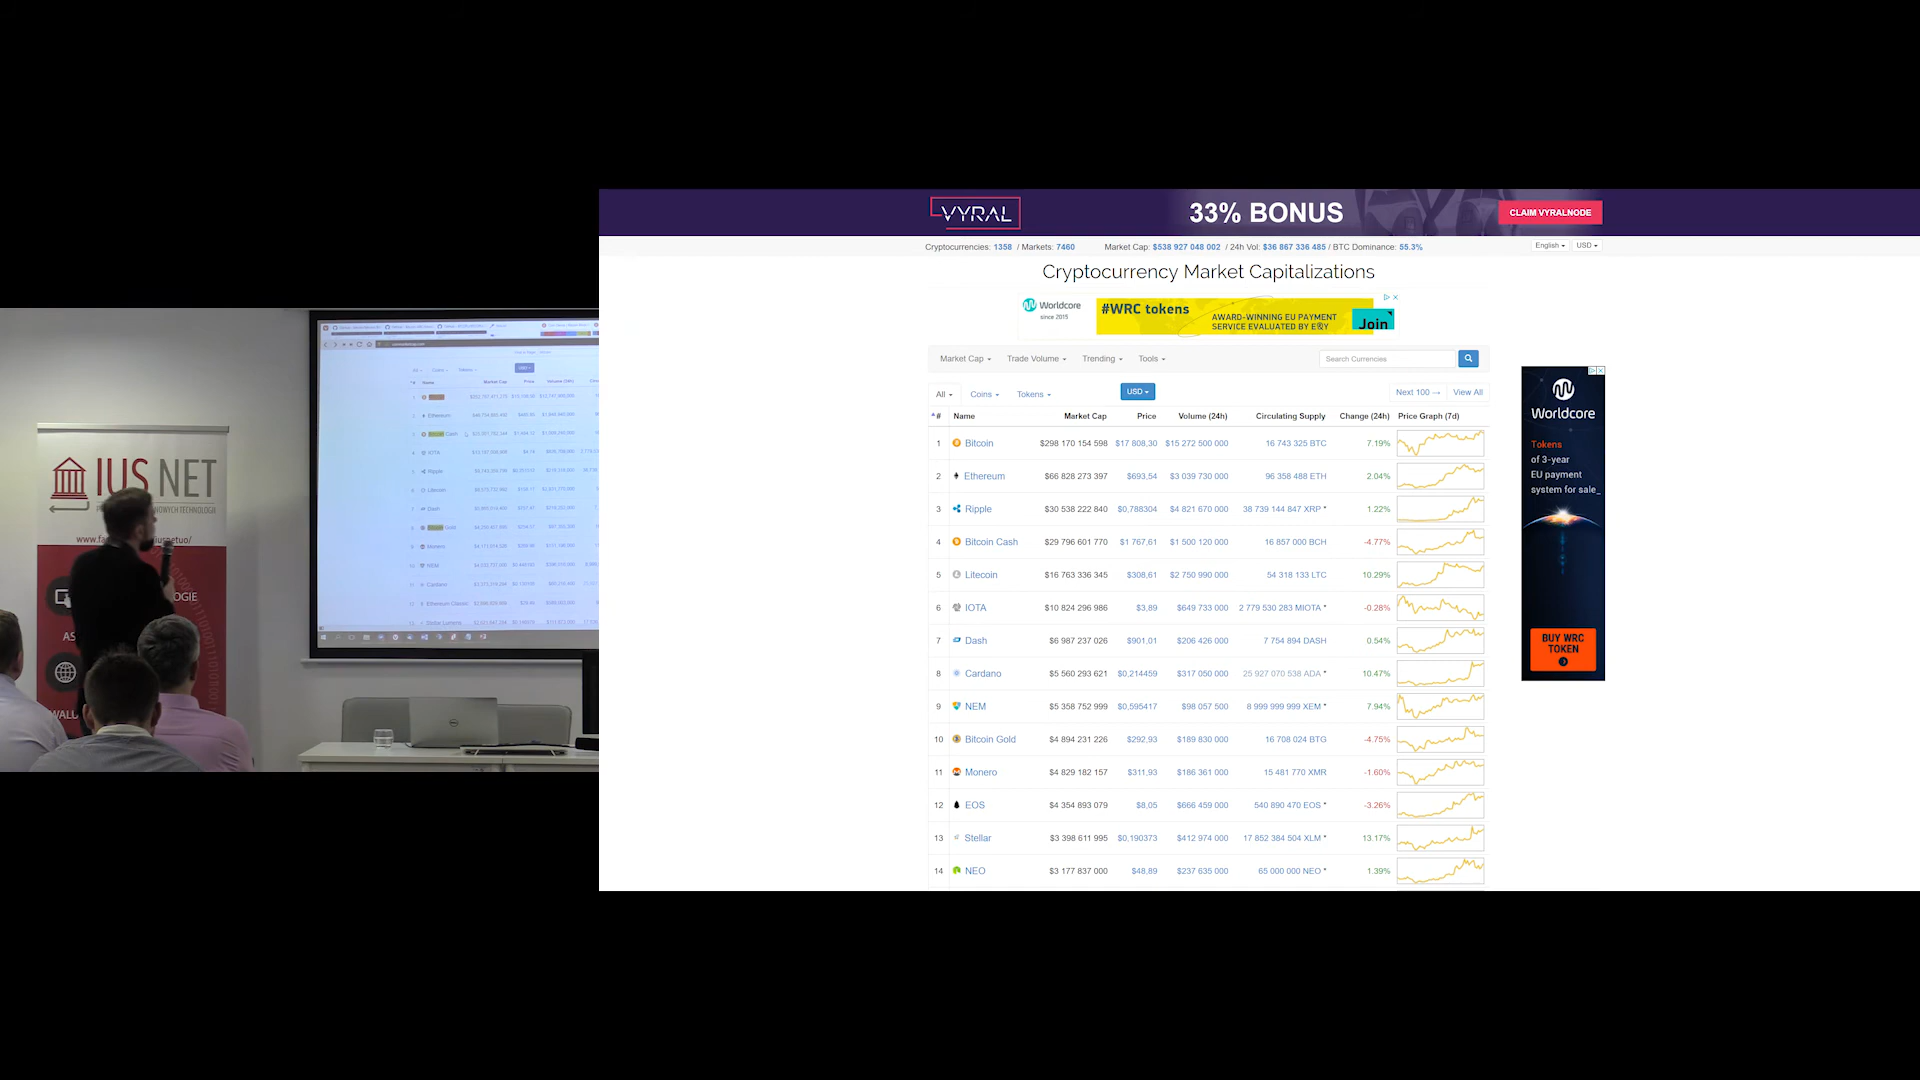 VYRAL
33% BONUS
CLAIM VYRALNODE
Cryptocurrencies: 1358 / Markets: 7460 Market Cap: $538 927 048 002 / 24h Vol: $36 867 336 485 / BTC Dominance: 55.3%
English USD
Cryptocurrency Market Capitalizations
Worldcore
since 2015
#WRC tokens
AWARD-WINNING EU PAYMENT
SERVICE EVALUATED BY E&Y
Join
Market Cap Trade Volume Trending Tools Search Currencies
All Coins Tokens USD Next 100 → View All
# Name Market Cap Price Volume (24h) Circulating Supply Change (24h) Price Graph (7d)
1 Bitcoin $298 170 154 598 $17 808,30 $15 272 500 000 16 743 325 BTC 7.19%
2 Ethereum $66 828 273 397 $693,54 $3 039 730 000 96 358 488 ETH 2.04%
3 Ripple $30 538 222 840 $0,788304 $4 821 670 000 38 739 144 847 XRP * 1.22%
4 Bitcoin Cash $29 796 601 770 $1 767,61 $1 500 120 000 16 857 000 BCH -4.77%
5 Litecoin $16 763 336 345 $308,61 $2 750 990 000 54 318 133 LTC 10.29%
6 IOTA $10 824 296 986 $3,89 $649 733 000 2 779 530 283 MIOTA * -0.28%
7 Dash $6 987 237 026 $901,01 $206 426 000 7 754 894 DASH 0.54%
8 Cardano $5 560 293 621 $0,214459 $317 050 000 25 927 070 538 ADA * 10.47%
9 NEM $5 358 752 999 $0,595417 $98 057 500 8 999 999 999 XEM * 7.94%
10 Bitcoin Gold $4 894 231 226 $292,93 $189 830 000 16 708 024 BTG -4.75%
11 Monero $4 829 182 157 $311,93 $186 361 000 15 481 770 XMR -1.60%
12 EOS $4 354 893 079 $8,05 $666 459 000 540 890 470 EOS * -3.26%
13 Stellar $3 398 611 995 $0,190373 $412 974 000 17 852 384 504 XLM * 13.17%
14 NEO $3 177 837 000 $48,89 $237 635 000 65 000 000 NEO * 1.39%
Worldcore
Tokens
of 3-year
EU payment
system for sale_
BUY WRC
TOKEN
IUS NET
NOWYCH TECHNOLOGII